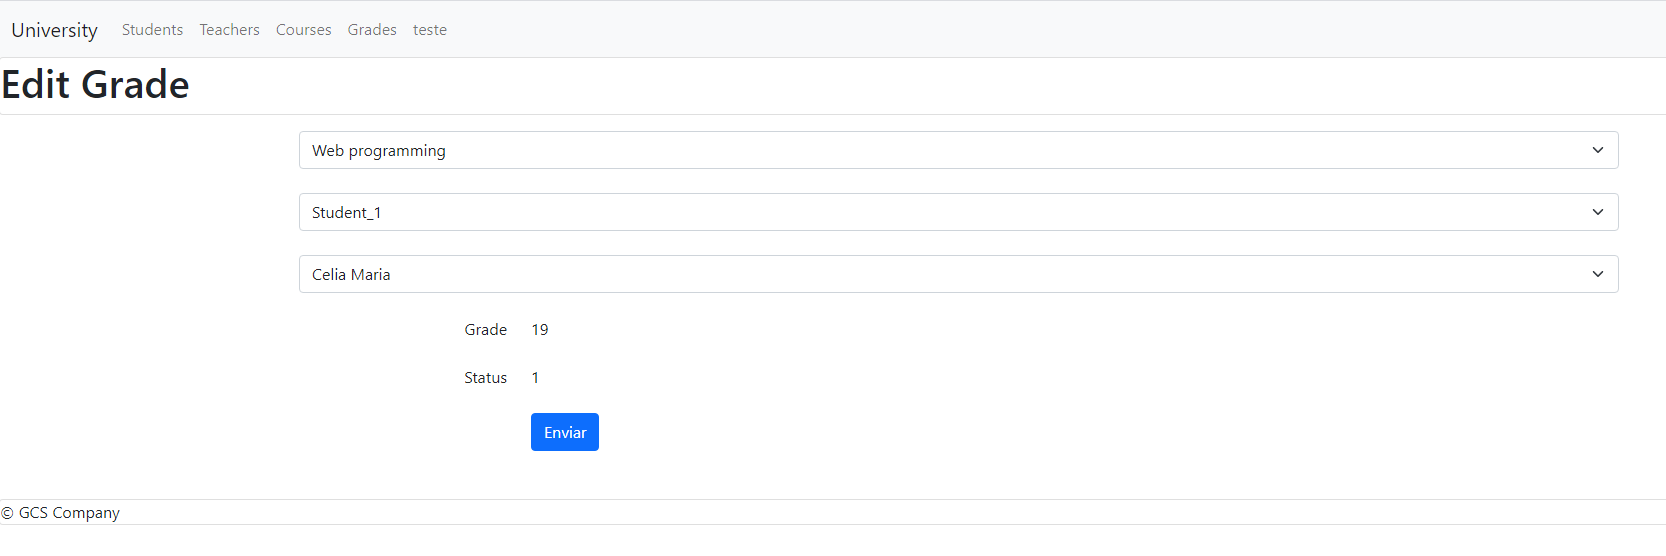 University Students Teachers Courses Grades teste
Edit Grade
Web programming
Student_1
Celia Maria
Grade 19
Status 1
Enviar
© GCS Company